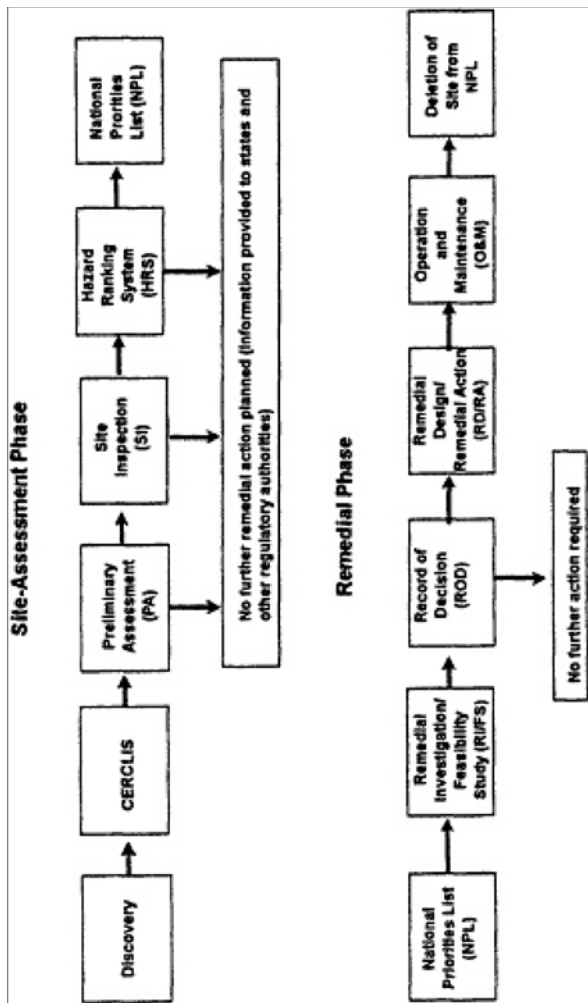 Site-Assessment Phase
Discovery
CERCLIS
Preliminary
Assessment
(PA)
Site
Inspection
(SI)
Hazard
Ranking
System
(HRS)
National
Prorities
List (NPL)
No further remedial action planned (Information provided to states and
other regulatory authorities)
Remedial Phase
National
Priorities List
(NPL)
Remedial
Investigation/
Feasibility
Study (RI/FS)
Record of
Decision
(ROD)
Remedial
Design/
Remedial Action
(RD/RA)
Operation
and
Maintenance
(O&M)
Deletion of
Site from
NPL
No further action required